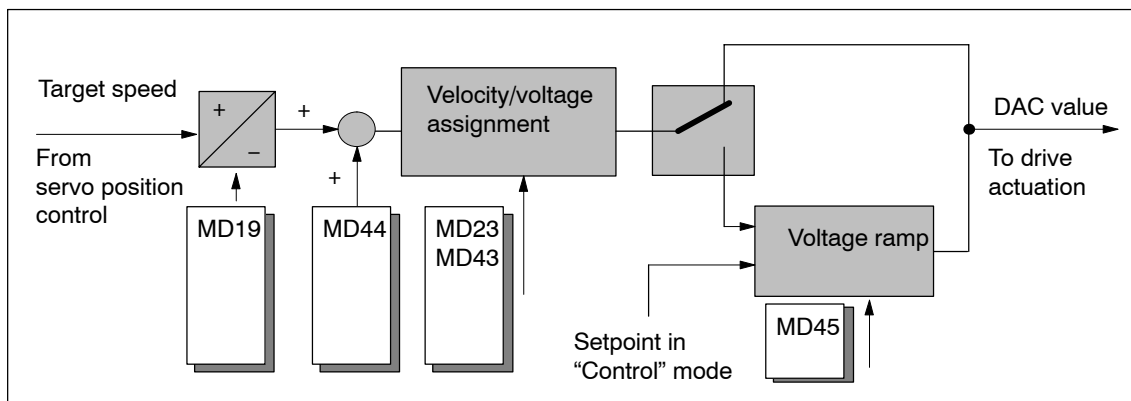 Target speed
From
servo position
control
+
−
+
+
MD19
MD44
Velocity/voltage
assignment
MD23
MD43
Voltage ramp
Setpoint in
“Control” mode
MD45
DAC value
To drive
actuation